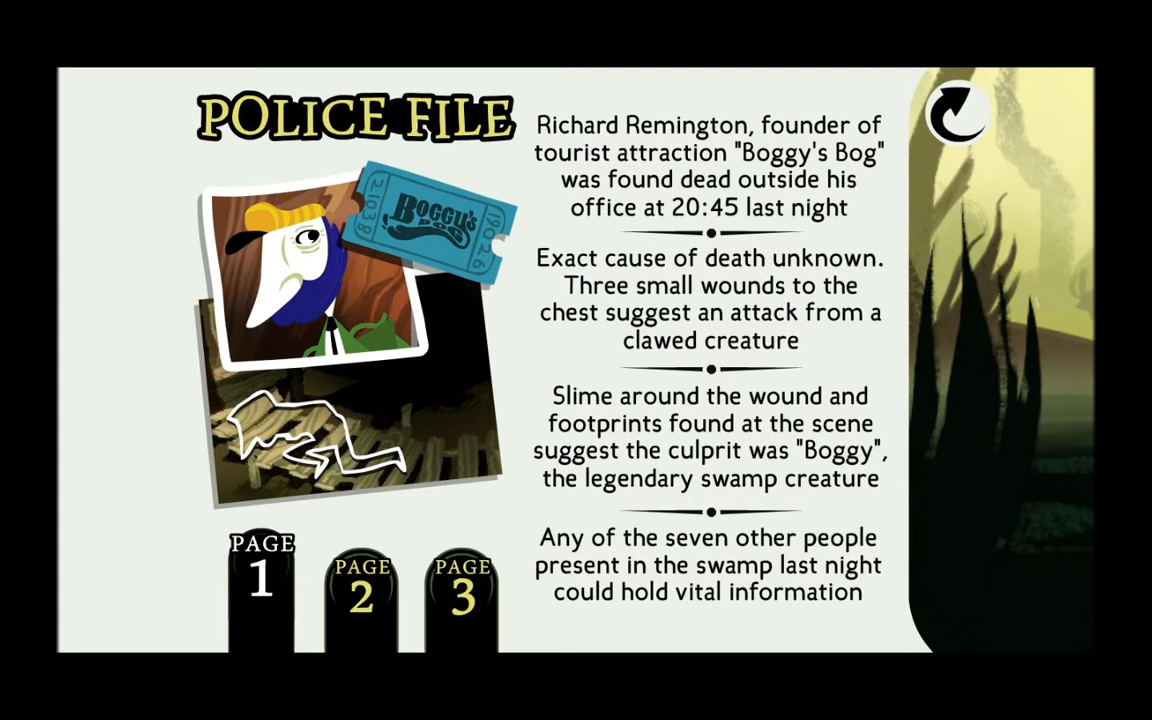 POLICE FILE
Richard Remington, founder of
tourist attraction "Boggy's Bog"
was found dead outside his
office at 20:45 last night
Exact cause of death unknown.
Three small wounds to the
chest suggest an attack from a
clawed creature
Slime around the wound and
footprints found at the scene
suggest the culprit was "Boggy",
the legendary swamp creature
Any of the seven other people
present in the swamp last night
could hold vital information
2103B
BOGGY'S
BOG
19026
PAGE
1
PAGE
2
PAGE
3